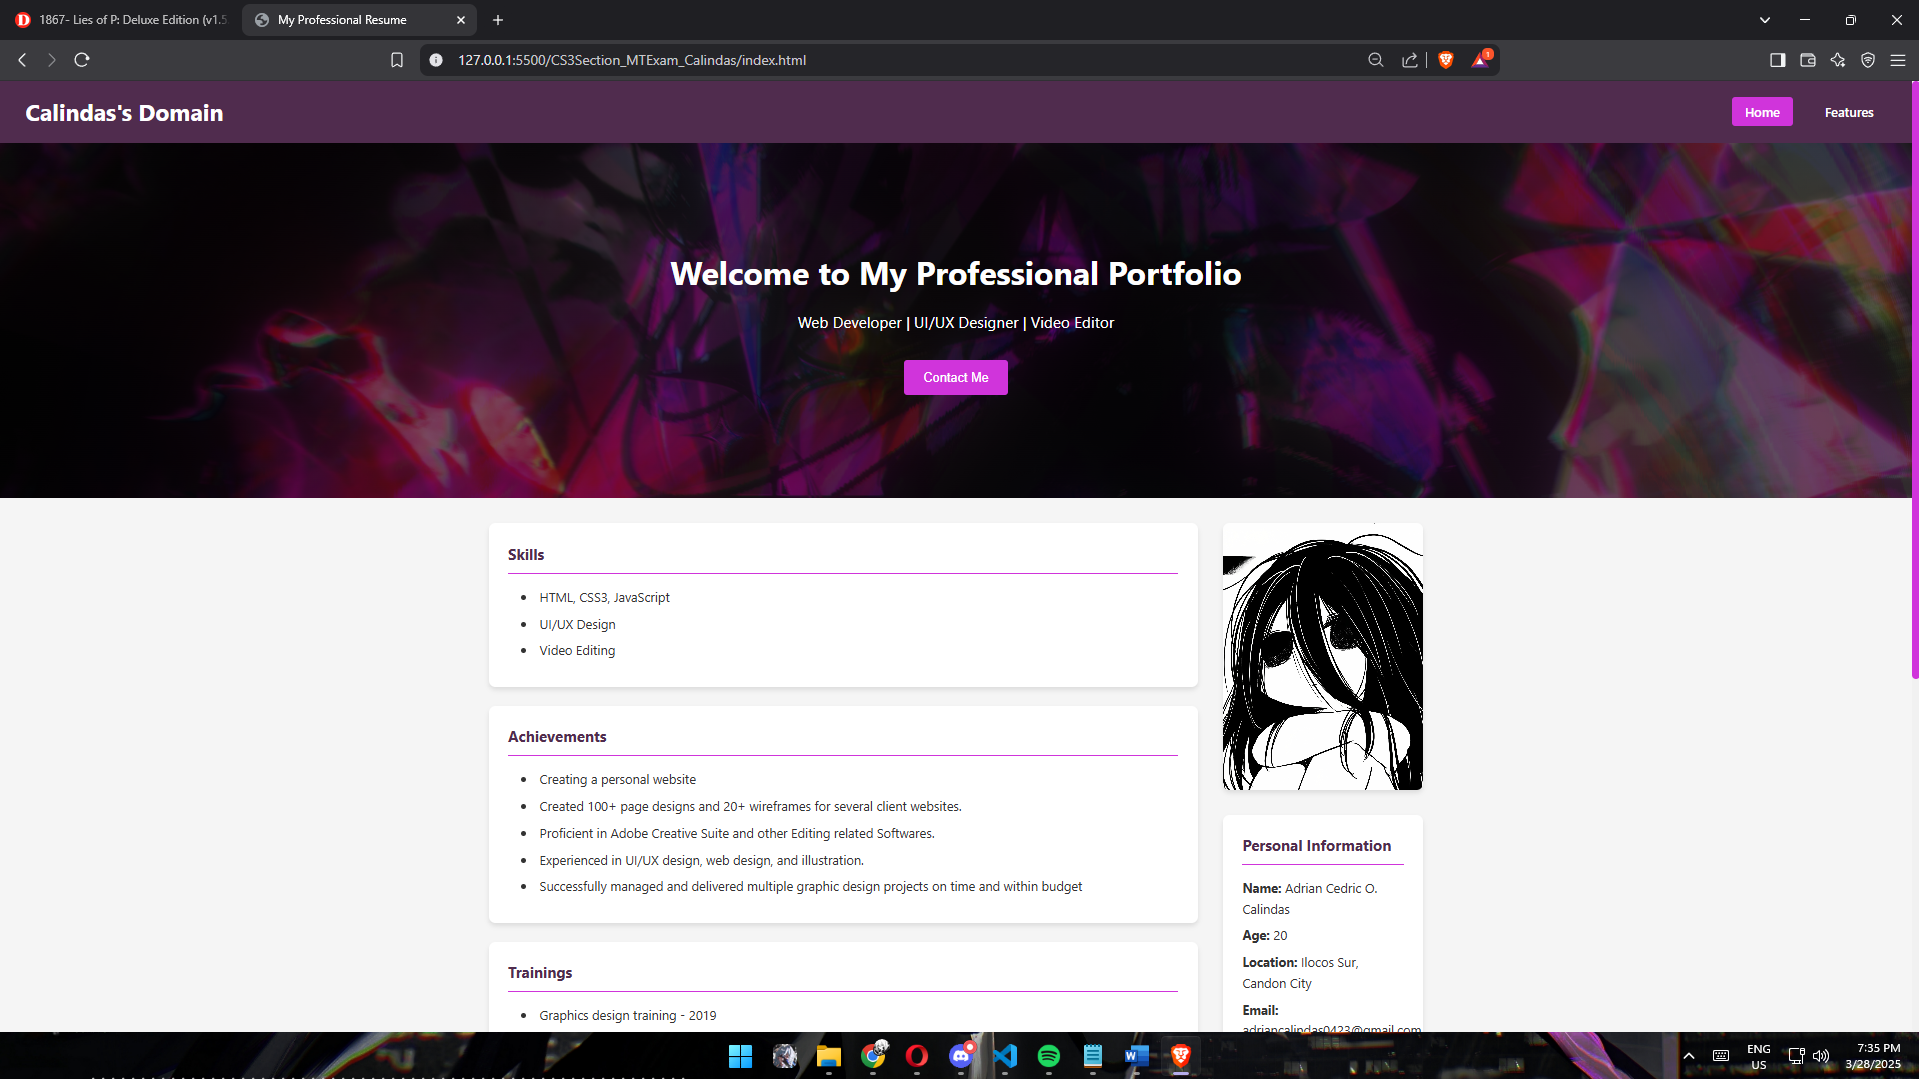 1867- Lies of P: Deluxe Edition (v1.5
My Professional Resume
127.0.0.1:5500/CS3Section_MTExam_Calindas/index.html
1
Calindas's Domain
Home
Features
Welcome to My Professional Portfolio
Web Developer | UI/UX Designer | Video Editor
Contact Me
Skills
HTML, CSS3, JavaScript
UI/UX Design
Video Editing
Achievements
Creating a personal website
Created 100+ page designs and 20+ wireframes for several client websites.
Proficient in Adobe Creative Suite and other Editing related Softwares.
Experienced in UI/UX design, web design, and illustration.
Successfully managed and delivered multiple graphic design projects on time and within budget
Trainings
Graphics design training - 2019
Personal Information
Name: Adrian Cedric O.
Calindas
Age: 20
Location: Ilocos Sur,
Candon City
Email:
adriancalindas0423@gmail.com
ENG
US
7:35 PM
3/28/2025